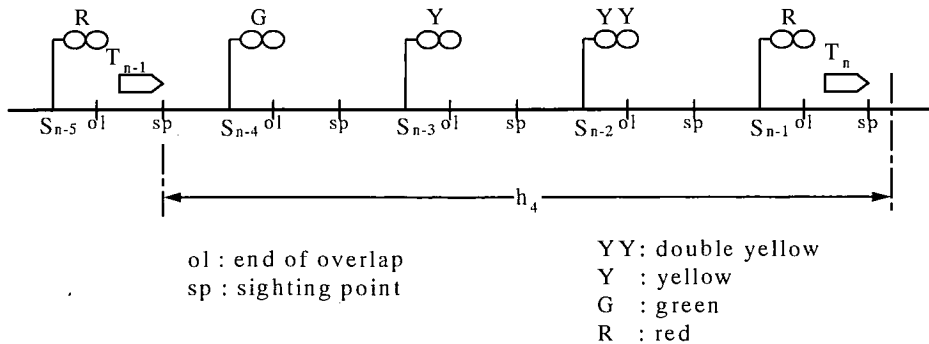 R G Y YY R
T n-1 T n
S n-5 ol sp S n-4 ol sp S n-3 ol sp S n-2 ol sp S n-1 ol sp
h 4
ol : end of overlap
sp : sighting point
YY: double yellow
Y : yellow
G : green
R : red